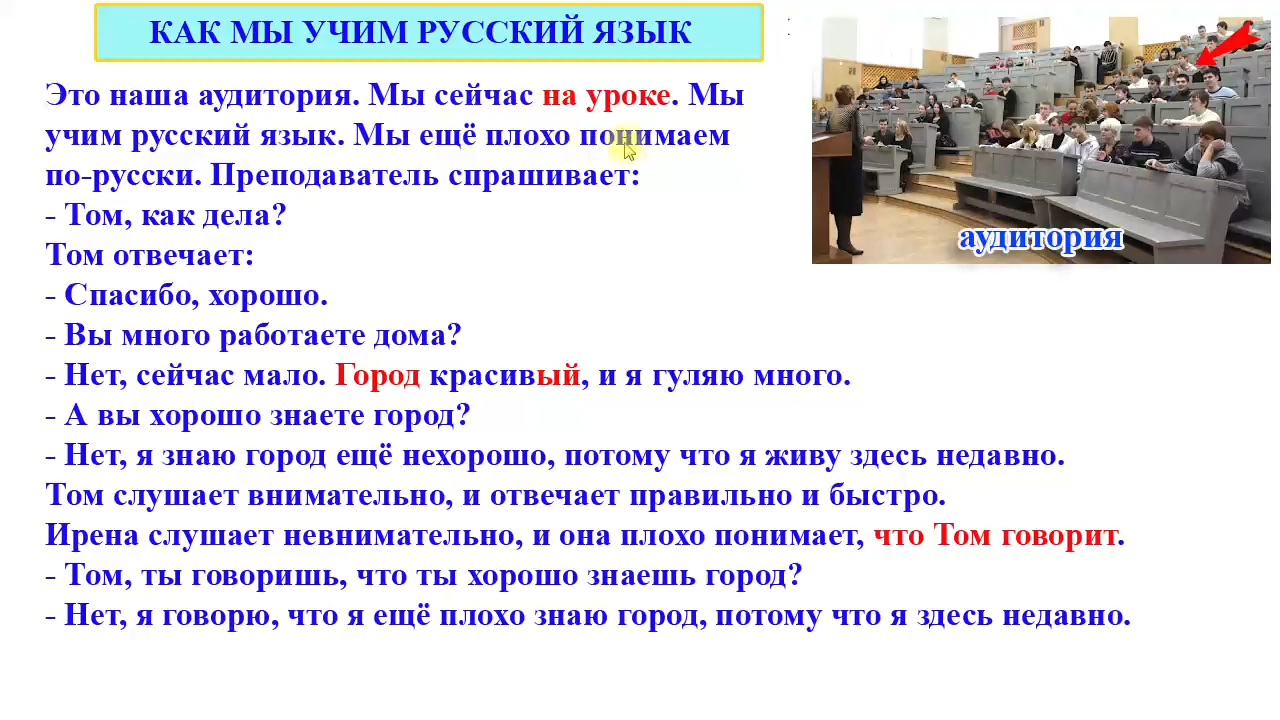 КАК МЫ УЧИМ РУССКИЙ ЯЗЫК
Это наша аудитория. Мы сейчас на уроке. Мы
учим русский язык. Мы ещё плохо понимаем
по-русски. Преподаватель спрашивает:
- Том, как дела?
Том отвечает:
- Спасибо, хорошо.
- Вы много работаете дома?
- Нет, сейчас мало. Город красивый, и я гуляю много.
- А вы хорошо знаете город?
- Нет, я знаю город ещё нехорошо, потому что я живу здесь недавно.
Том слушает внимательно, и отвечает правильно и быстро.
Ирена слушает невнимательно, и она плохо понимает, что Том говорит.
- Том, ты говоришь, что ты хорошо знаешь город?
- Нет, я говорю, что я ещё плохо знаю город, потому что я здесь недавно.
аудитория